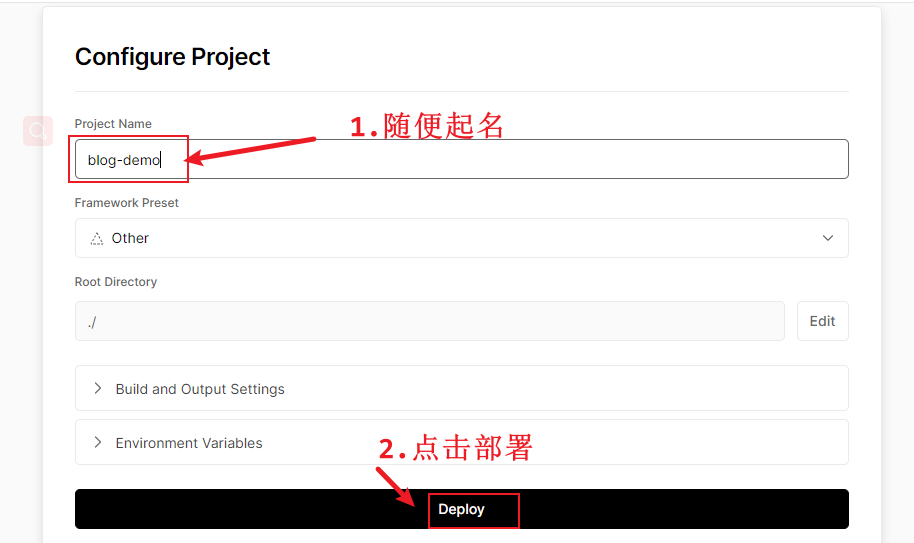 Configure Project
Project Name
1.随便起名
blog-demo
Framework Preset
Other
Root Directory
./
Edit
Build and Output Settings
Environment Variables
2.点击部署
Deploy